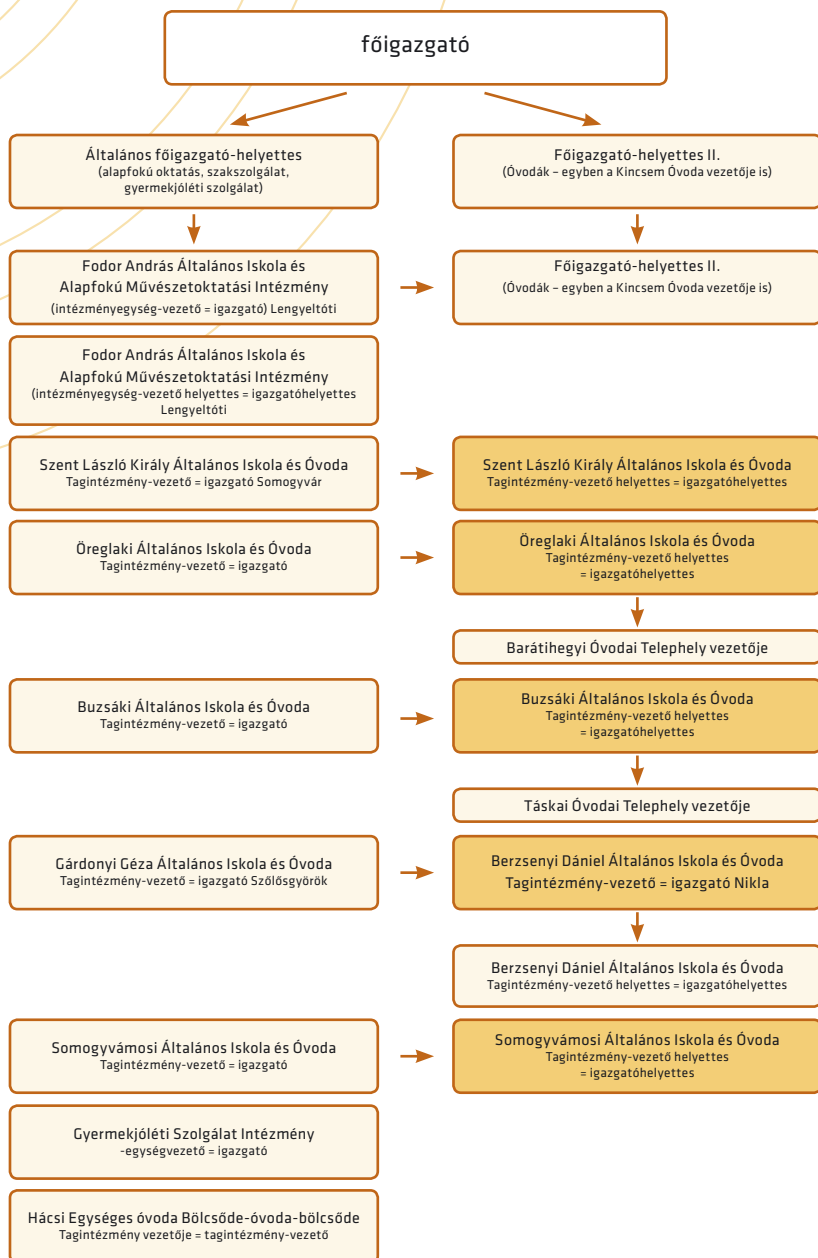 főigazgató
Általános főigazgató-helyettes
(alapfokú oktatás, szakszolgálat,
gyermekjóléti szolgálat)
Főigazgató-helyettes II.
(Óvodák – egyben a Kincsem Óvoda vezetője is)
Fodor András Általános Iskola és
Alapfokú Művészetoktatási Intézmény
(intézményegység-vezető = igazgató) Lengyeltóti
Főigazgató-helyettes II.
(Óvodák – egyben a Kincsem Óvoda vezetője is)
Fodor András Általános Iskola és
Alapfokú Művészetoktatási Intézmény
(intézményegység-vezető helyettes = igazgatóhelyettes
Lengyeltóti
Szent László Király Általános Iskola és Óvoda
Tagintézmény-vezető = igazgató Somogyvár
Szent László Király Általános Iskola és Óvoda
Tagintézmény-vezető helyettes = igazgatóhelyettes
Öreglaki Általános Iskola és Óvoda
Tagintézmény-vezető = igazgató
Öreglaki Általános Iskola és Óvoda
Tagintézmény-vezető helyettes
= igazgatóhelyettes
Barátihegyi Óvodai Telephely vezetője
Buzsáki Általános Iskola és Óvoda
Tagintézmény-vezető = igazgató
Buzsáki Általános Iskola és Óvoda
Tagintézmény-vezető helyettes
= igazgatóhelyettes
Táskai Óvodai Telephely vezetője
Gárdonyi Géza Általános Iskola és Óvoda
Tagintézmény-vezető = igazgató Szőlősgyörök
Berzsenyi Dániel Általános Iskola és Óvoda
Tagintézmény-vezető = igazgató Nikla
Berzsenyi Dániel Általános Iskola és Óvoda
Tagintézmény-vezető helyettes = igazgatóhelyettes
Somogyvámosi Általános Iskola és Óvoda
Tagintézmény-vezető = igazgató
Somogyvámosi Általános Iskola és Óvoda
Tagintézmény-vezető helyettes
= igazgatóhelyettes
Gyermekjóléti Szolgálat Intézmény
-egységvezető = igazgató
Hácsi Egységes óvoda Bölcsőde-óvoda-bölcsőde
Tagintézmény vezetője = tagintézmény-vezető